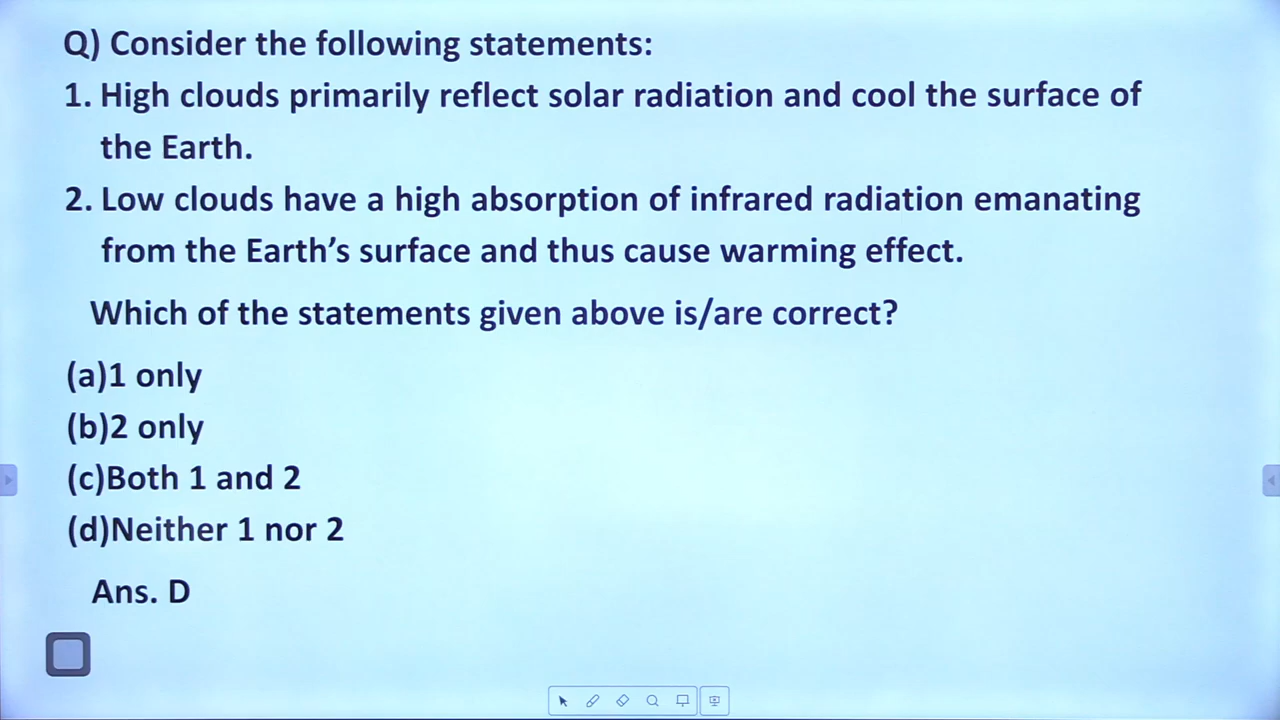 Q) Consider the following statements:
1. High clouds primarily reflect solar radiation and cool the surface of
the Earth.
2. Low clouds have a high absorption of infrared radiation emanating
from the Earth’s surface and thus cause warming effect.
Which of the statements given above is/are correct?
(a)1 only
(b)2 only
(c)Both 1 and 2
(d)Neither 1 nor 2
Ans. D